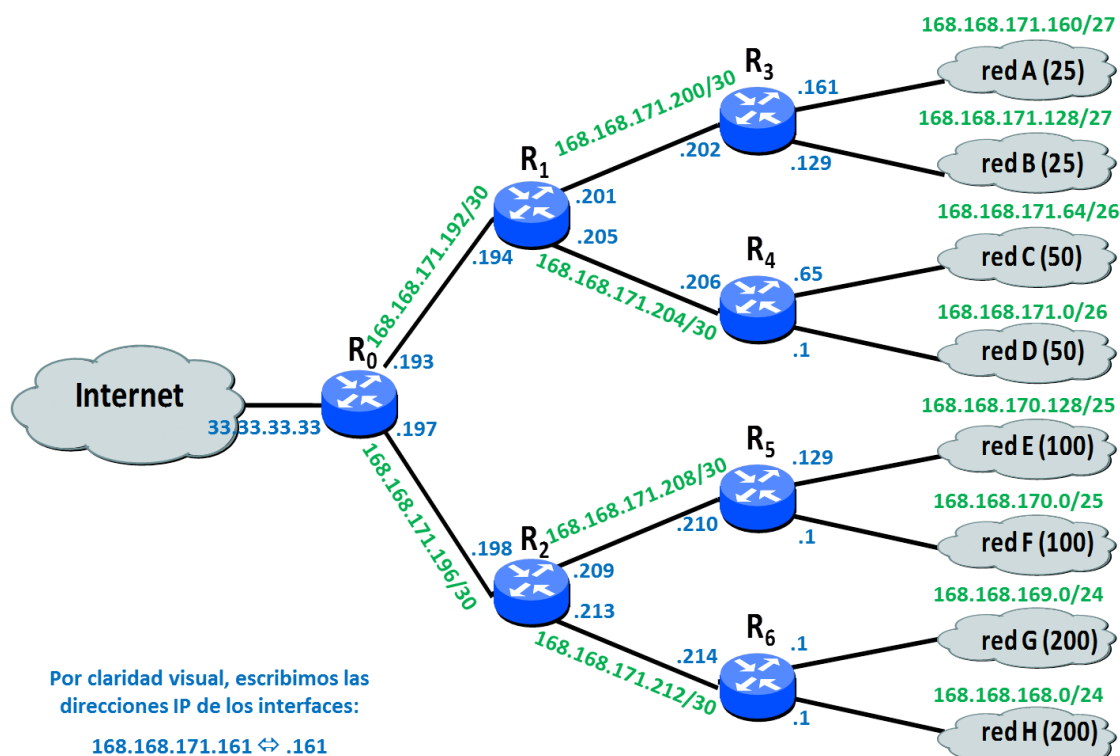 168.168.171.160/27
red A (25)
R3
.161
168.168.171.200/30
168.168.171.128/27
.202
.129
red B (25)
R1
.201
168.168.171.192/30
.205
.194
168.168.171.64/26
red C (50)
R4
.65
.206
168.168.171.204/30
168.168.171.0/26
.1
red D (50)
R0
.193
Internet
33.33.33.33
.197
168.168.170.128/25
red E (100)
R5
.129
168.168.171.208/30
168.168.171.196/30
.210
168.168.170.0/25
.1
red F (100)
.198
R2
.209
.213
168.168.169.0/24
red G (200)
R6
.1
.214
168.168.171.212/30
168.168.168.0/24
.1
red H (200)
Por claridad visual, escribimos las
direcciones IP de los interfaces:
168.168.171.161 ⇔ .161